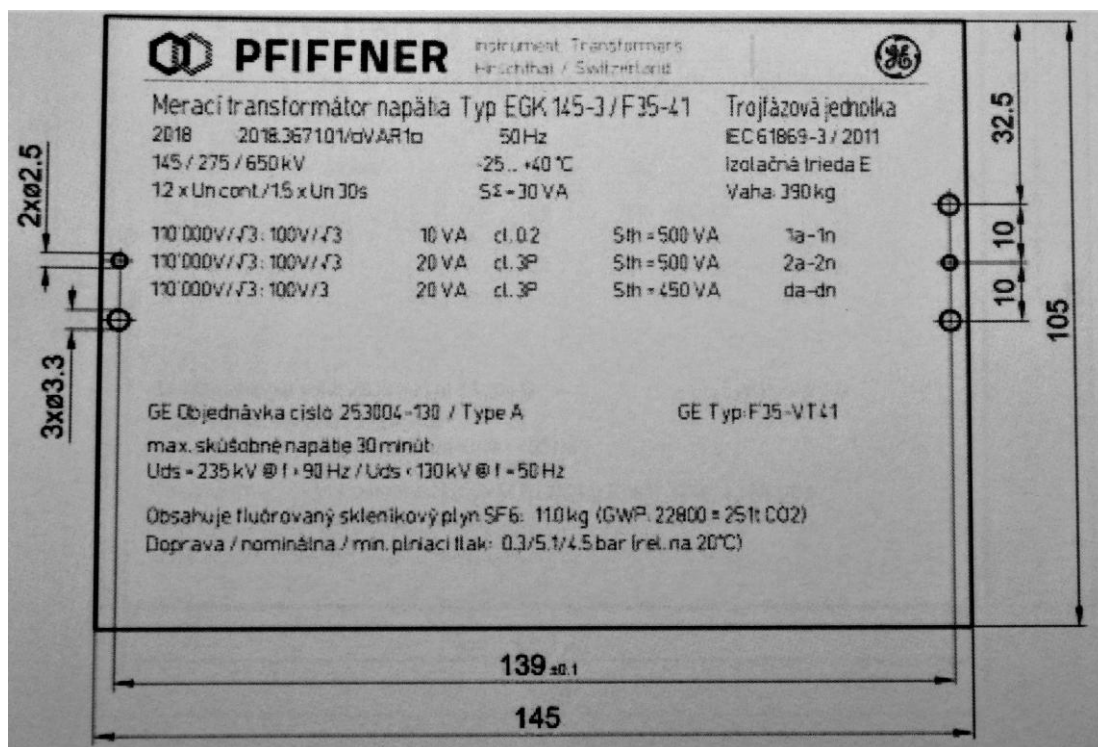 PFIFFNER Instrument Transformers
Hirschthal / Switzerland
GE
Merací transformátor napätia Typ EGK 145-3 / F35-41 Trojfázová jednotka
2018 50Hz IEC 61869-3 / 2011
145 / 275 / 650 kV -25... +40 °C Izolačná trieda E
1.2 x Un cont./1.5 x Un 30s SΣ = 30 VA Vaha: 390 kg
110'000V/√3 : 100V/√3 10 VA cl. 0.2 Sth = 500 VA 1a-1n
110'000V/√3 : 100V/√3 20 VA cl. 3P Sth = 500 VA 2a-2n
110'000V/√3 : 100V/3 20 VA cl. 3P Sth = 450 VA da-dn
GE Objednávka císlo 253004-130 / Type A GE Typ: F35-VT41
max. skúšobné napätie 30 minút:
Uds = 235 kV @ f > 90 Hz / Uds < 130 kV @ f = 50 Hz
Obsahuje fluórovaný skleníkový plyn SF6: 11.0 kg (GWP: 22800 = 251t CO2)
Doprava / nominálna / min. plniaci tlak: 0.3/5.1/4.5 bar (rel. na 20°C)
2xø2.5
3xø3.3
32.5
10
10
105
139 ±0.1
145